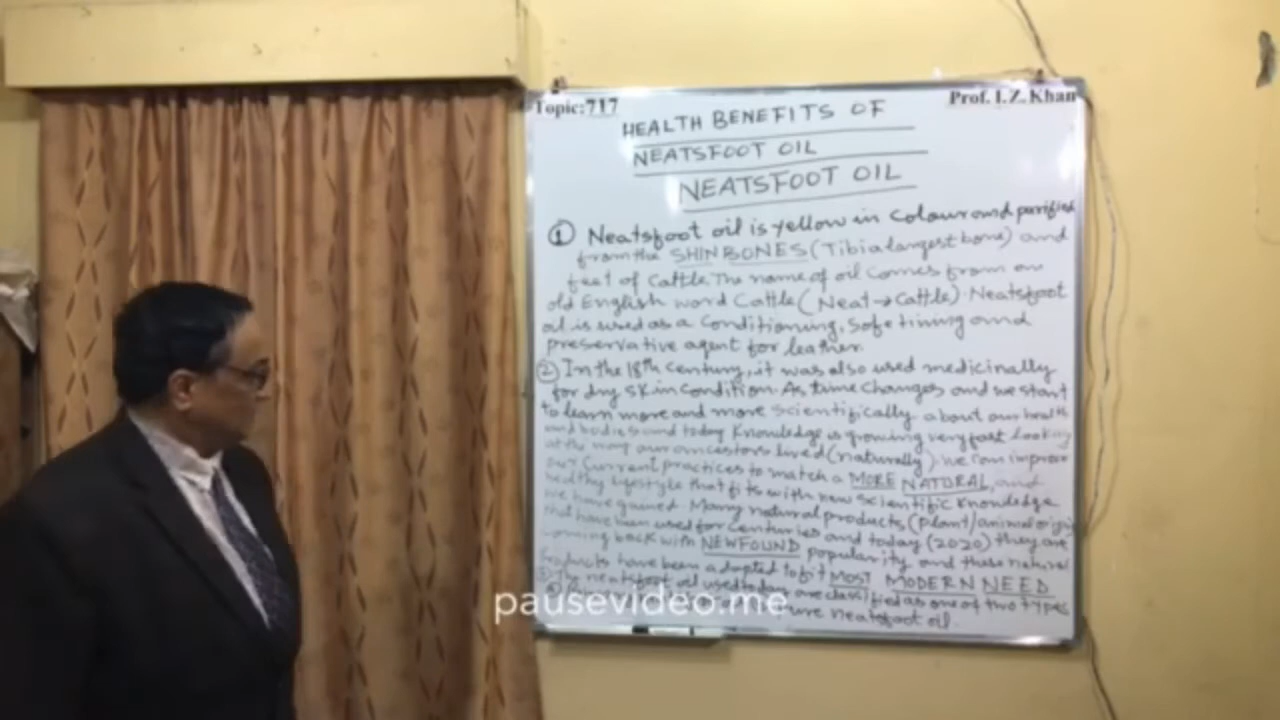 Topic:717
Prof. I.Z. Khan
HEALTH BENEFITS OF
NEATSFOOT OIL
NEATSFOOT OIL
① Neatsfoot oil is yellow in Colour and purified
from the SHIN BONES (Tibia largest bone) and
feet of Cattle. The name of oil comes from an
old English word Cattle (Neat→Cattle). Neatsfoot
oil is used as a Conditioning, Softening and
preservative agent for leather.
② In the 18th Century, it was also used medicinally
for dry skin condition. As time changes and we start
to learn more and more scientifically about our health
and bodies and today Knowledge is growing very fast looking
at the way our ancestors lived (naturally). we can improve
our Current practices to match a MORE NATURAL, and
healthy lifestyle that fits with new scientific Knowledge
we have gained. Many natural products (plant/animal origin)
that have been used for Centuries and today (2020) they are
coming back with NEWFOUND popularity and these natural
Products have been adapted to fit MOST MODERN NEED
③ The neatsfoot oil used today are classified as one of two types
pure neatsfoot oil.
pausevideo.me